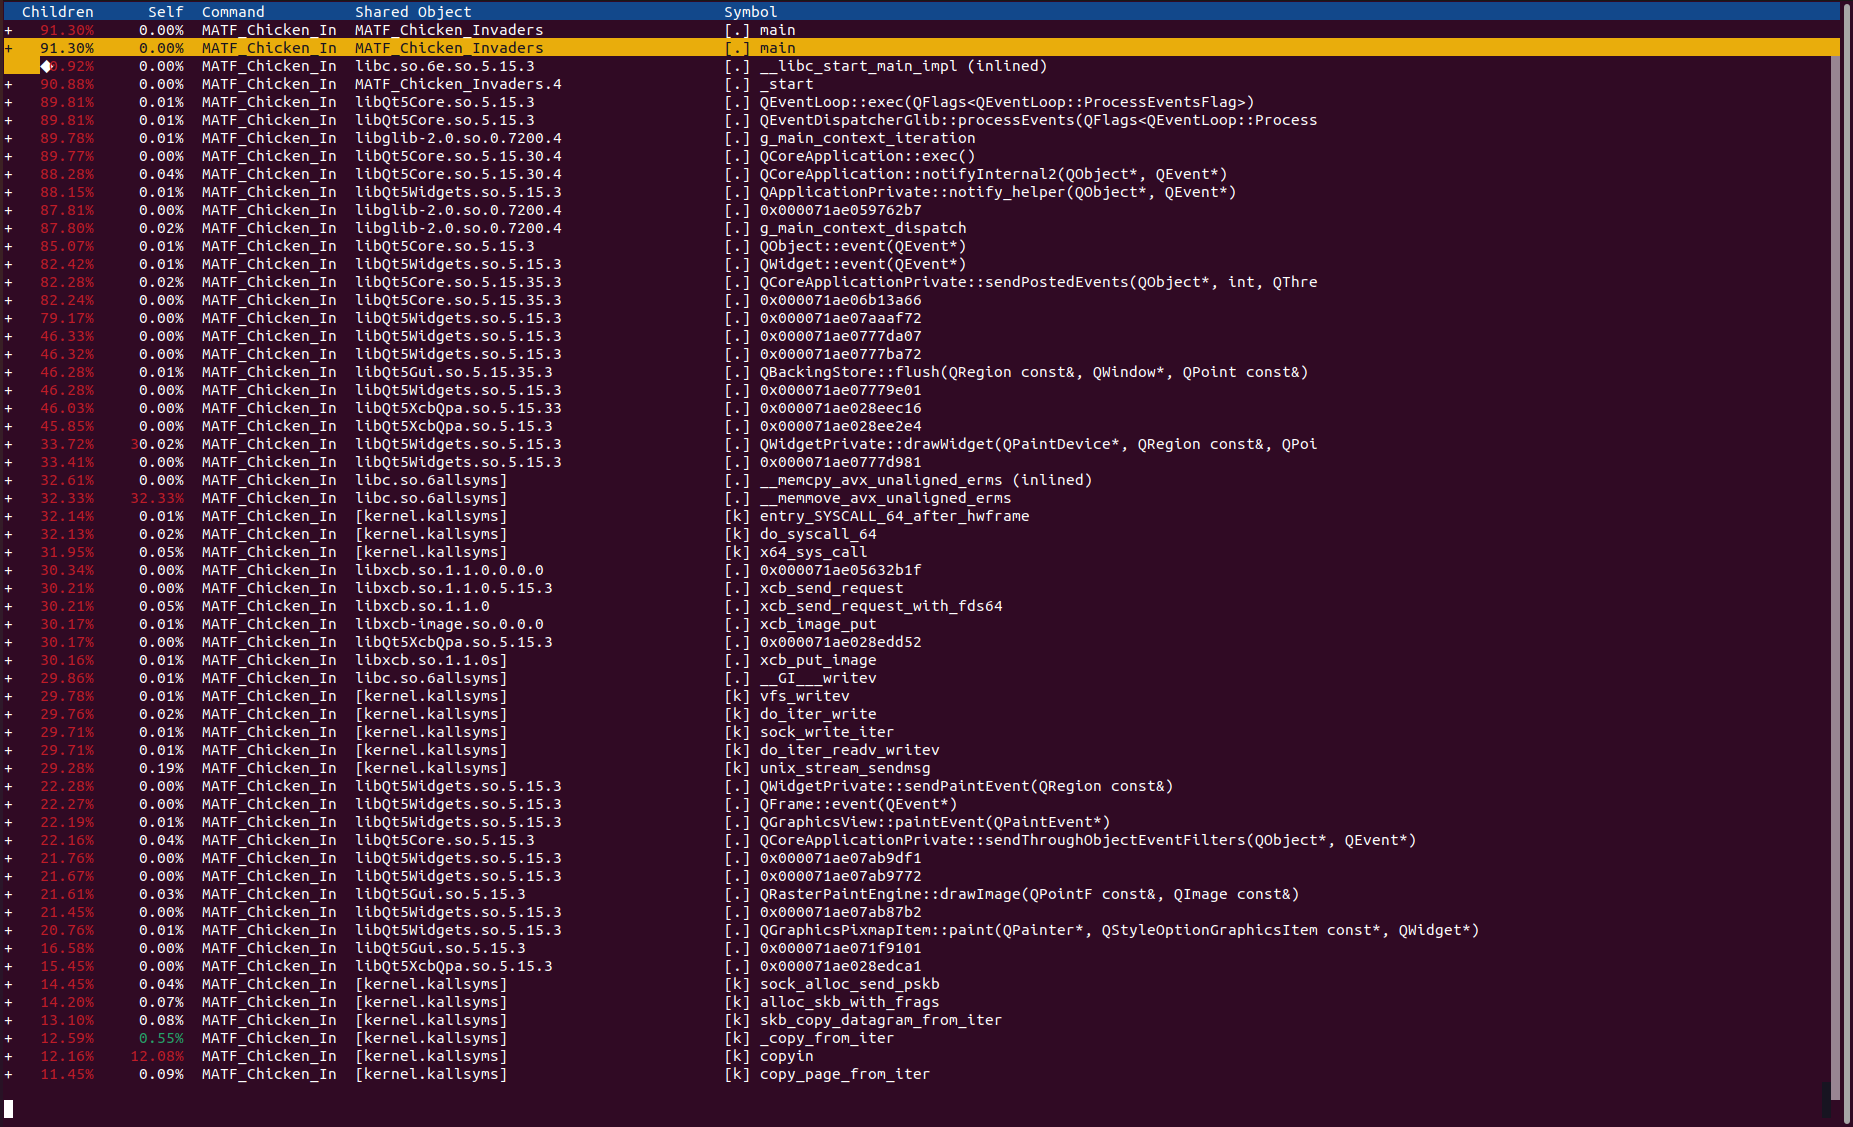 Children Self Command Shared Object Symbol
+ 91.30% 0.00% MATF_Chicken_In MATF_Chicken_Invaders [.] main
+ 91.30% 0.00% MATF_Chicken_In MATF_Chicken_Invaders [.] main
0.92% 0.00% MATF_Chicken_In libc.so.6e.so.5.15.3 [.] __libc_start_main_impl (inlined)
+ 90.88% 0.00% MATF_Chicken_In MATF_Chicken_Invaders.4 [.] _start
+ 89.81% 0.01% MATF_Chicken_In libQt5Core.so.5.15.3 [.] QEventLoop::exec(QFlags<QEventLoop::ProcessEventsFlag>)
+ 89.81% 0.01% MATF_Chicken_In libQt5Core.so.5.15.3 [.] QEventDispatcherGlib::processEvents(QFlags<QEventLoop::Process
+ 89.78% 0.01% MATF_Chicken_In libglib-2.0.so.0.7200.4 [.] g_main_context_iteration
+ 89.77% 0.00% MATF_Chicken_In libQt5Core.so.5.15.30.4 [.] QCoreApplication::exec()
+ 88.28% 0.04% MATF_Chicken_In libQt5Core.so.5.15.30.4 [.] QCoreApplication::notifyInternal2(QObject*, QEvent*)
+ 88.15% 0.01% MATF_Chicken_In libQt5Widgets.so.5.15.3 [.] QApplicationPrivate::notify_helper(QObject*, QEvent*)
+ 87.81% 0.00% MATF_Chicken_In libglib-2.0.so.0.7200.4 [.] 0x000071ae059762b7
+ 87.80% 0.02% MATF_Chicken_In libglib-2.0.so.0.7200.4 [.] g_main_context_dispatch
+ 85.07% 0.01% MATF_Chicken_In libQt5Core.so.5.15.3 [.] QObject::event(QEvent*)
+ 82.42% 0.01% MATF_Chicken_In libQt5Widgets.so.5.15.3 [.] QWidget::event(QEvent*)
+ 82.28% 0.02% MATF_Chicken_In libQt5Core.so.5.15.35.3 [.] QCoreApplicationPrivate::sendPostedEvents(QObject*, int, QThre
+ 82.24% 0.00% MATF_Chicken_In libQt5Core.so.5.15.35.3 [.] 0x000071ae06b13a66
+ 79.17% 0.00% MATF_Chicken_In libQt5Widgets.so.5.15.3 [.] 0x000071ae07aaaf72
+ 46.33% 0.00% MATF_Chicken_In libQt5Widgets.so.5.15.3 [.] 0x000071ae0777da07
+ 46.32% 0.00% MATF_Chicken_In libQt5Widgets.so.5.15.3 [.] 0x000071ae0777ba72
+ 46.28% 0.01% MATF_Chicken_In libQt5Gui.so.5.15.35.3 [.] QBackingStore::flush(QRegion const&, QWindow*, QPoint const&)
+ 46.28% 0.00% MATF_Chicken_In libQt5Widgets.so.5.15.3 [.] 0x000071ae07779e01
+ 46.03% 0.00% MATF_Chicken_In libQt5XcbQpa.so.5.15.33 [.] 0x000071ae028eec16
+ 45.85% 0.00% MATF_Chicken_In libQt5XcbQpa.so.5.15.3 [.] 0x000071ae028ee2e4
+ 33.72% 30.02% MATF_Chicken_In libQt5Widgets.so.5.15.3 [.] QWidgetPrivate::drawWidget(QPaintDevice*, QRegion const&, QPoi
+ 33.41% 0.00% MATF_Chicken_In libQt5Widgets.so.5.15.3 [.] 0x000071ae0777d981
+ 32.61% 0.00% MATF_Chicken_In libc.so.6allsyms] [.] __memcpy_avx_unaligned_erms (inlined)
+ 32.33% 32.33% MATF_Chicken_In libc.so.6allsyms] [.] __memmove_avx_unaligned_erms
+ 32.14% 0.01% MATF_Chicken_In [kernel.kallsyms] [k] entry_SYSCALL_64_after_hwframe
+ 32.13% 0.02% MATF_Chicken_In [kernel.kallsyms] [k] do_syscall_64
+ 31.95% 0.05% MATF_Chicken_In [kernel.kallsyms] [k] x64_sys_call
+ 30.34% 0.00% MATF_Chicken_In libxcb.so.1.1.0.0.0.0 [.] 0x000071ae05632b1f
+ 30.21% 0.00% MATF_Chicken_In libxcb.so.1.1.0.5.15.3 [.] xcb_send_request
+ 30.21% 0.05% MATF_Chicken_In libxcb.so.1.1.0 [.] xcb_send_request_with_fds64
+ 30.17% 0.01% MATF_Chicken_In libxcb-image.so.0.0.0 [.] xcb_image_put
+ 30.17% 0.00% MATF_Chicken_In libQt5XcbQpa.so.5.15.3 [.] 0x000071ae028edd52
+ 30.16% 0.01% MATF_Chicken_In libxcb.so.1.1.0s] [.] xcb_put_image
+ 29.86% 0.01% MATF_Chicken_In libc.so.6allsyms] [.] __GI___writev
+ 29.78% 0.01% MATF_Chicken_In [kernel.kallsyms] [k] vfs_writev
+ 29.76% 0.02% MATF_Chicken_In [kernel.kallsyms] [k] do_iter_write
+ 29.71% 0.01% MATF_Chicken_In [kernel.kallsyms] [k] sock_write_iter
+ 29.71% 0.01% MATF_Chicken_In [kernel.kallsyms] [k] do_iter_readv_writev
+ 29.28% 0.19% MATF_Chicken_In [kernel.kallsyms] [k] unix_stream_sendmsg
+ 22.28% 0.00% MATF_Chicken_In libQt5Widgets.so.5.15.3 [.] QWidgetPrivate::sendPaintEvent(QRegion const&)
+ 22.27% 0.00% MATF_Chicken_In libQt5Widgets.so.5.15.3 [.] QFrame::event(QEvent*)
+ 22.19% 0.01% MATF_Chicken_In libQt5Widgets.so.5.15.3 [.] QGraphicsView::paintEvent(QPaintEvent*)
+ 22.16% 0.04% MATF_Chicken_In libQt5Core.so.5.15.3 [.] QCoreApplicationPrivate::sendThroughObjectEventFilters(QObject*, QEvent*)
+ 21.76% 0.00% MATF_Chicken_In libQt5Widgets.so.5.15.3 [.] 0x000071ae07ab9df1
+ 21.67% 0.00% MATF_Chicken_In libQt5Widgets.so.5.15.3 [.] 0x000071ae07ab9772
+ 21.61% 0.03% MATF_Chicken_In libQt5Gui.so.5.15.3 [.] QRasterPaintEngine::drawImage(QPointF const&, QImage const&)
+ 21.45% 0.00% MATF_Chicken_In libQt5Widgets.so.5.15.3 [.] 0x000071ae07ab87b2
+ 20.76% 0.01% MATF_Chicken_In libQt5Widgets.so.5.15.3 [.] QGraphicsPixmapItem::paint(QPainter*, QStyleOptionGraphicsItem const*, QWidget*)
+ 16.58% 0.00% MATF_Chicken_In libQt5Gui.so.5.15.3 [.] 0x000071ae071f9101
+ 15.45% 0.00% MATF_Chicken_In libQt5XcbQpa.so.5.15.3 [.] 0x000071ae028edca1
+ 14.45% 0.04% MATF_Chicken_In [kernel.kallsyms] [k] sock_alloc_send_pskb
+ 14.20% 0.07% MATF_Chicken_In [kernel.kallsyms] [k] alloc_skb_with_frags
+ 13.10% 0.08% MATF_Chicken_In [kernel.kallsyms] [k] skb_copy_datagram_from_iter
+ 12.59% 0.55% MATF_Chicken_In [kernel.kallsyms] [k] _copy_from_iter
+ 12.16% 12.08% MATF_Chicken_In [kernel.kallsyms] [k] copyin
+ 11.45% 0.09% MATF_Chicken_In [kernel.kallsyms] [k] copy_page_from_iter